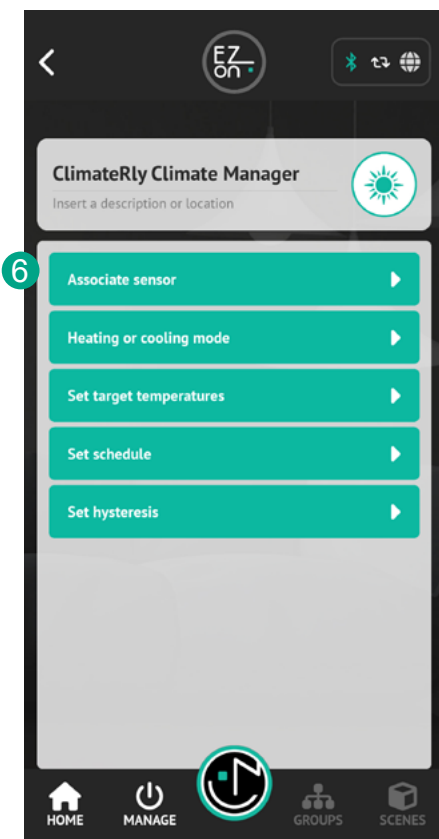 EZ
on
ClimateRly Climate Manager
Insert a description or location
6
Associate sensor
Heating or cooling mode
Set target temperatures
Set schedule
Set hysteresis
HOME
MANAGE
GROUPS
SCENES